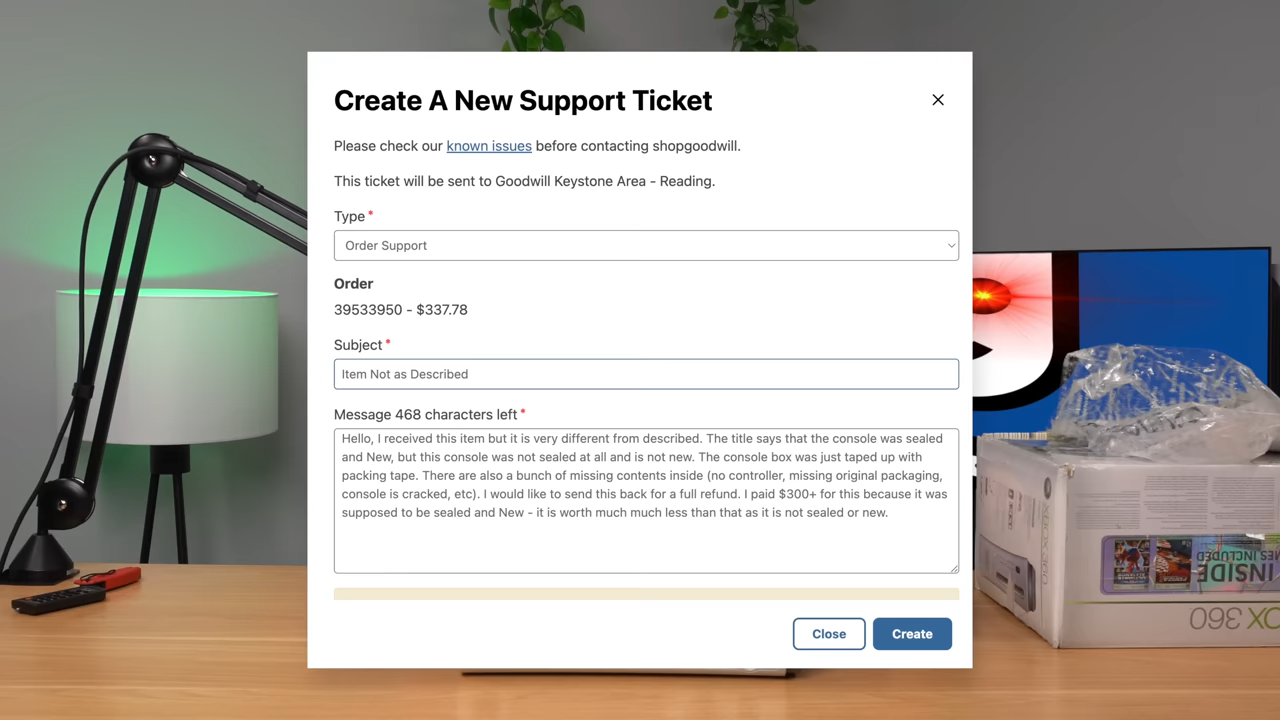 Create A New Support Ticket
Please check our known issues before contacting shopgoodwill.
This ticket will be sent to Goodwill Keystone Area - Reading.
Type *
Order Support
Order
39533950 - $337.78
Subject *
Item Not as Described
Message 468 characters left *
Hello, I received this item but it is very different from described. The title says that the console was sealed
and New, but this console was not sealed at all and is not new. The console box was just taped up with
packing tape. There are also a bunch of missing contents inside (no controller, missing original packaging,
console is cracked, etc). I would like to send this back for a full refund. I paid $300+ for this because it was
supposed to be sealed and New - it is worth much much less than that as it is not sealed or new.
Close
Create
XBOX 360
INCLUDED
INSIDE
XO 360